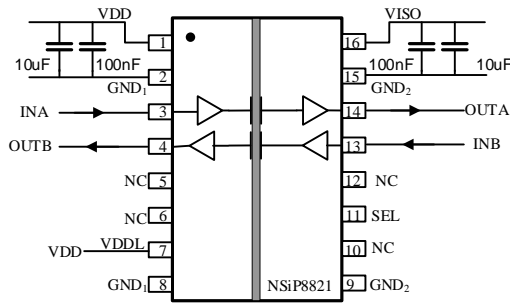 VDD
VISO
1
16
10uF
100nF
100nF
10uF
2
15
GND1
GND2
INA
3
14
OUTA
OUTB
4
13
INB
NC
5
12
NC
NC
6
11
SEL
VDD
VDDL
7
10
NC
GND1
8
NSiP8821
9
GND2